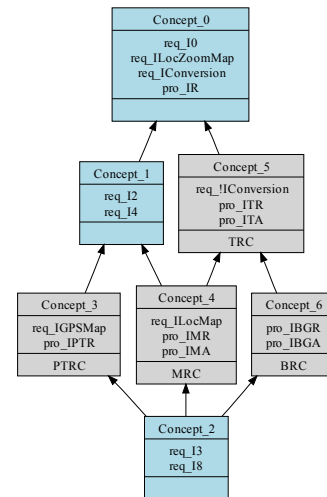 Concept_0
req_I0
req_ILocZoomMap
req_IConversion
pro_IR
Concept_1
req_I2
req_I4
Concept_5
req_!IConversion
pro_ITR
pro_ITA
TRC
Concept_3
req_IGPSMap
pro_IPTR
PTRC
Concept_4
req_ILocMap
pro_IMR
pro_IMA
MRC
Concept_6
pro_IBGR
pro_IBGA
BRC
Concept_2
req_I3
req_I8